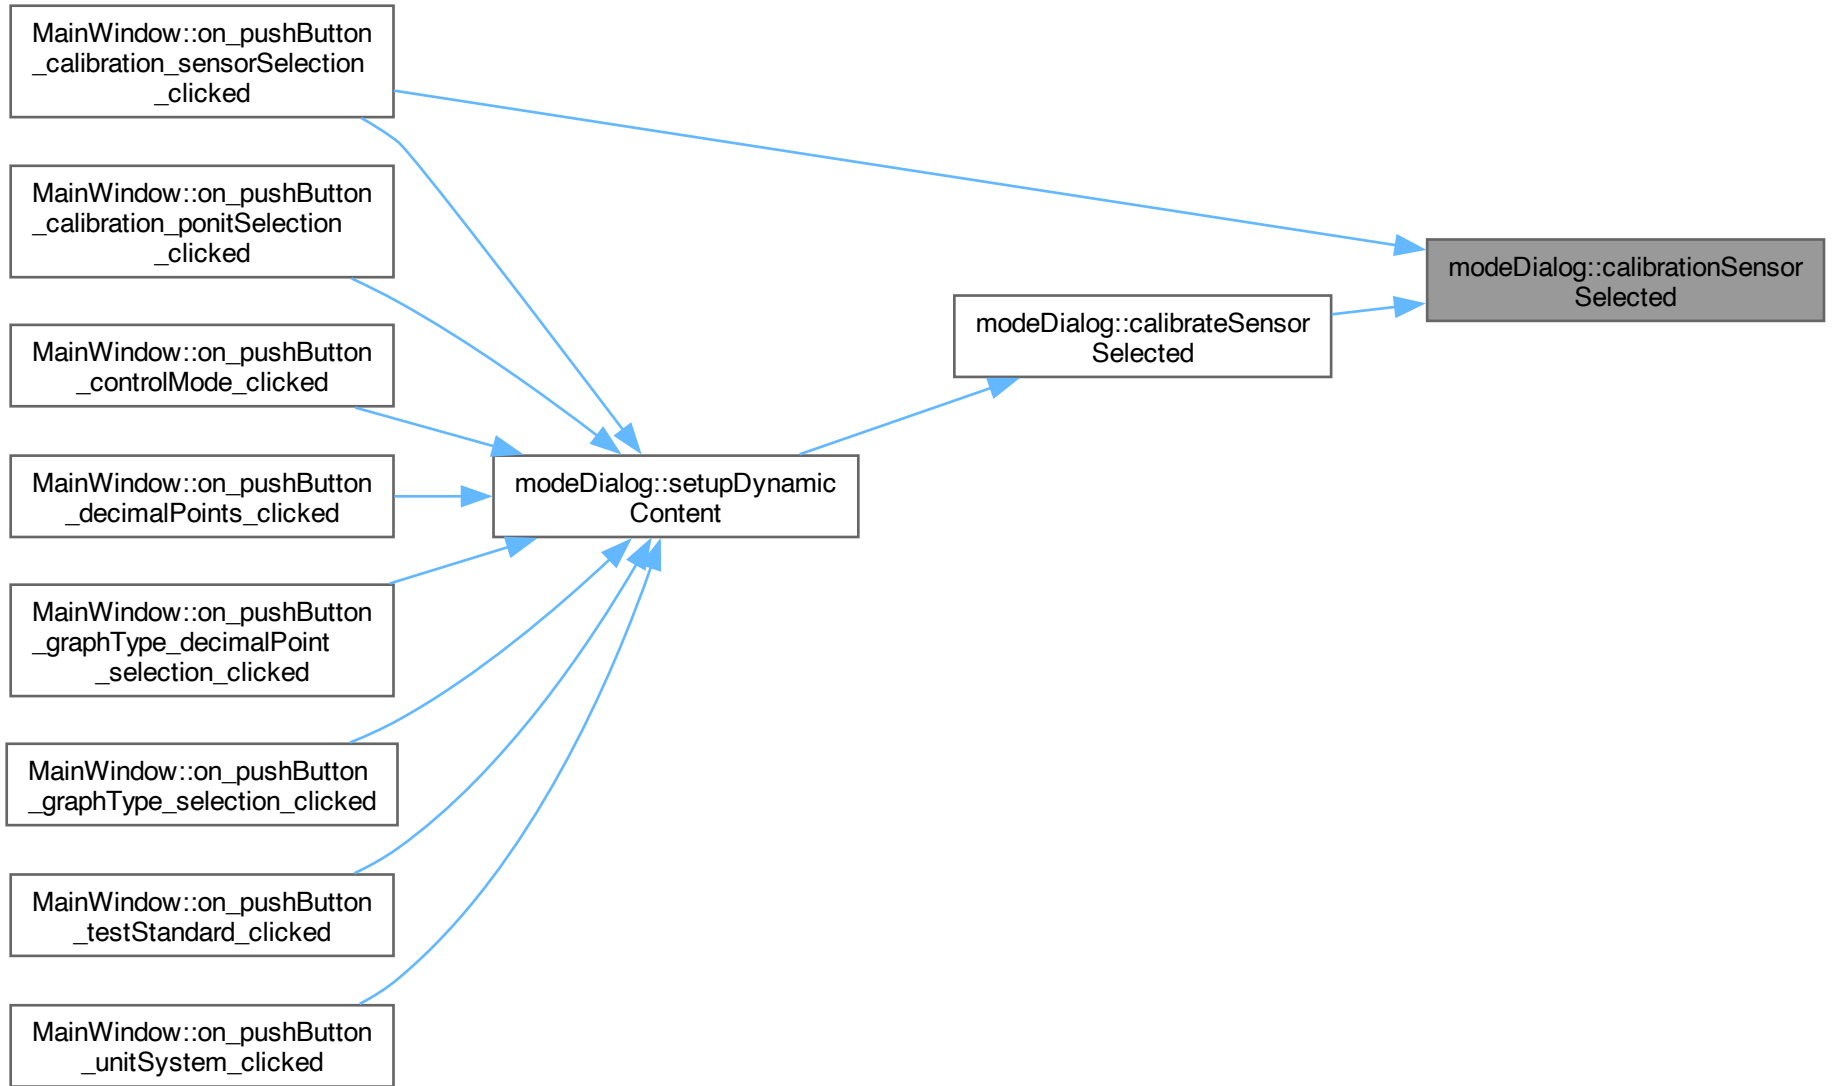 MainWindow::on_pushButton
_calibration_sensorSelection
_clicked
MainWindow::on_pushButton
_calibration_ponitSelection
_clicked
MainWindow::on_pushButton
_controlMode_clicked
MainWindow::on_pushButton
_decimalPoints_clicked
MainWindow::on_pushButton
_graphType_decimalPoint
_selection_clicked
MainWindow::on_pushButton
_graphType_selection_clicked
MainWindow::on_pushButton
_testStandard_clicked
MainWindow::on_pushButton
_unitSystem_clicked
modeDialog::setupDynamic
Content
modeDialog::calibrateSensor
Selected
modeDialog::calibrationSensor
Selected